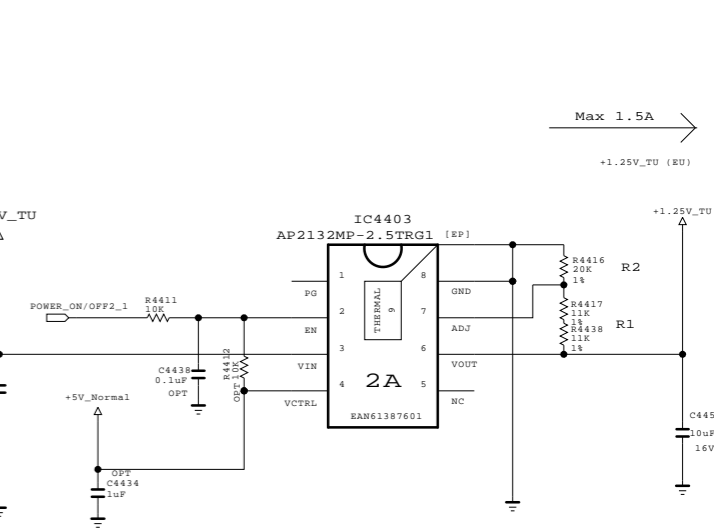 Max 1.5A
+1.25V_TU (EU)
V_TU
+1.25V_TU
IC4403
AP2132MP-2.5TRG1
[EP]
R4416
20K
1%
R2
1
8
PG
GND
THERMAL
9
POWER_ON/OFF2_1
R4411
10K
2
7
EN
ADJ
R4417
11K
1%
R1
R4438
11K
1%
3
6
VIN
VOUT
C4438
0.1uF
OPT
R4412
10K
OPT
4
5
2A
VCTRL
NC
EAN61387601
+5V_Normal
C445
10uF
16V
OPT
C4434
1uF